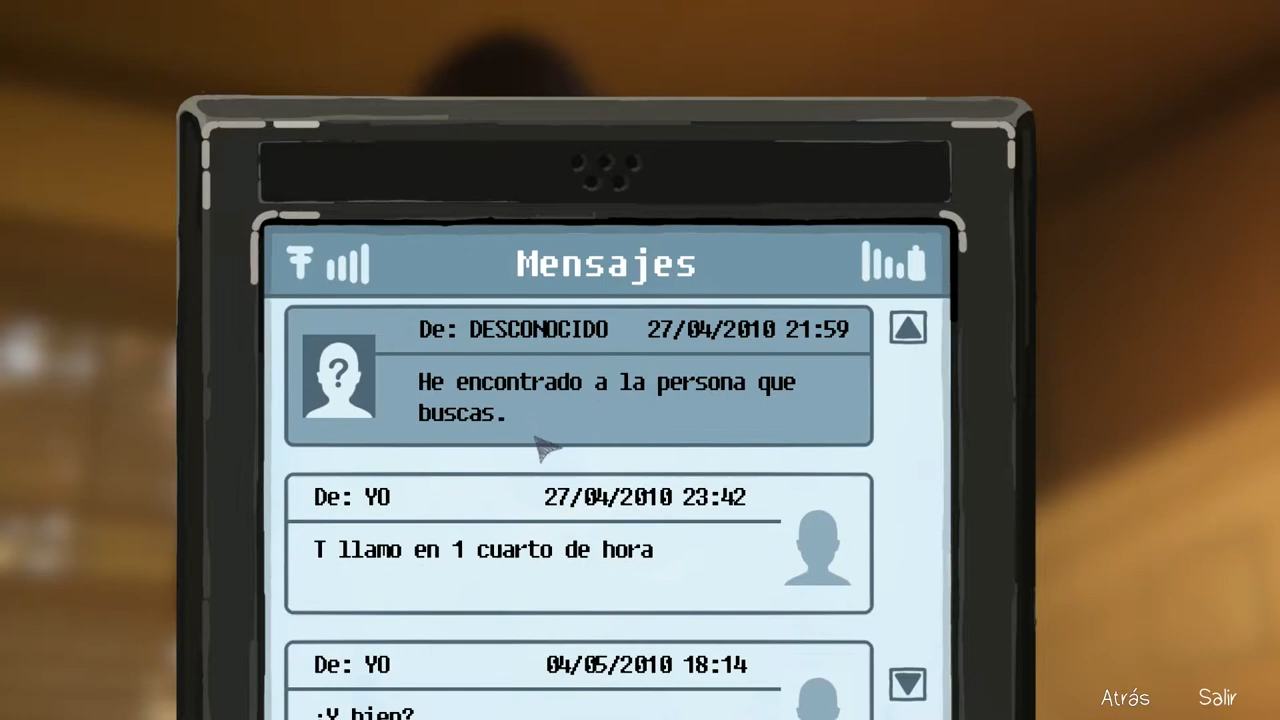 Mensajes
De: DESCONOCIDO 27/04/2010 21:59
He encontrado a la persona que
buscas.
De: YO 27/04/2010 23:42
T llamo en 1 cuarto de hora
De: YO 04/05/2010 18:14
¿Y bien?
Atrás Salir